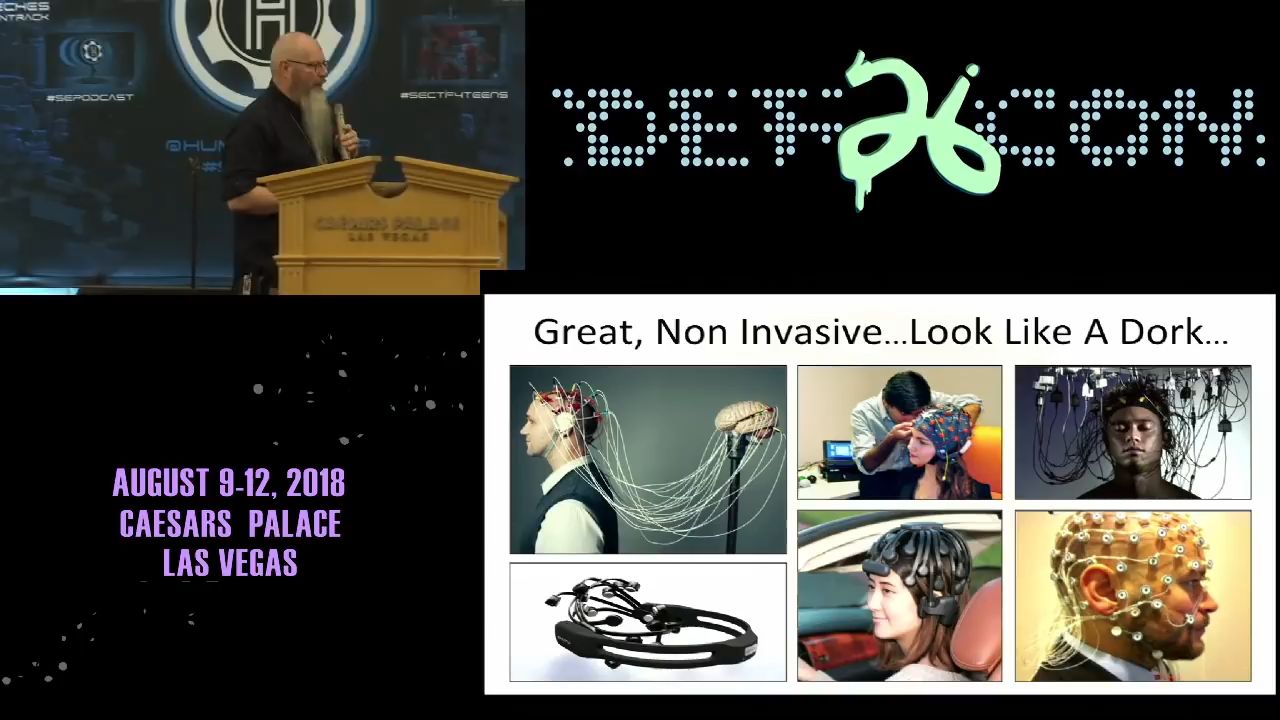 #SEPODCAST
#SECTF4TEENS
CAESARS PALACE
LAS VEGAS
DEF CON
26
Great, Non Invasive...Look Like A Dork...
AUGUST 9-12, 2018
CAESARS PALACE
LAS VEGAS